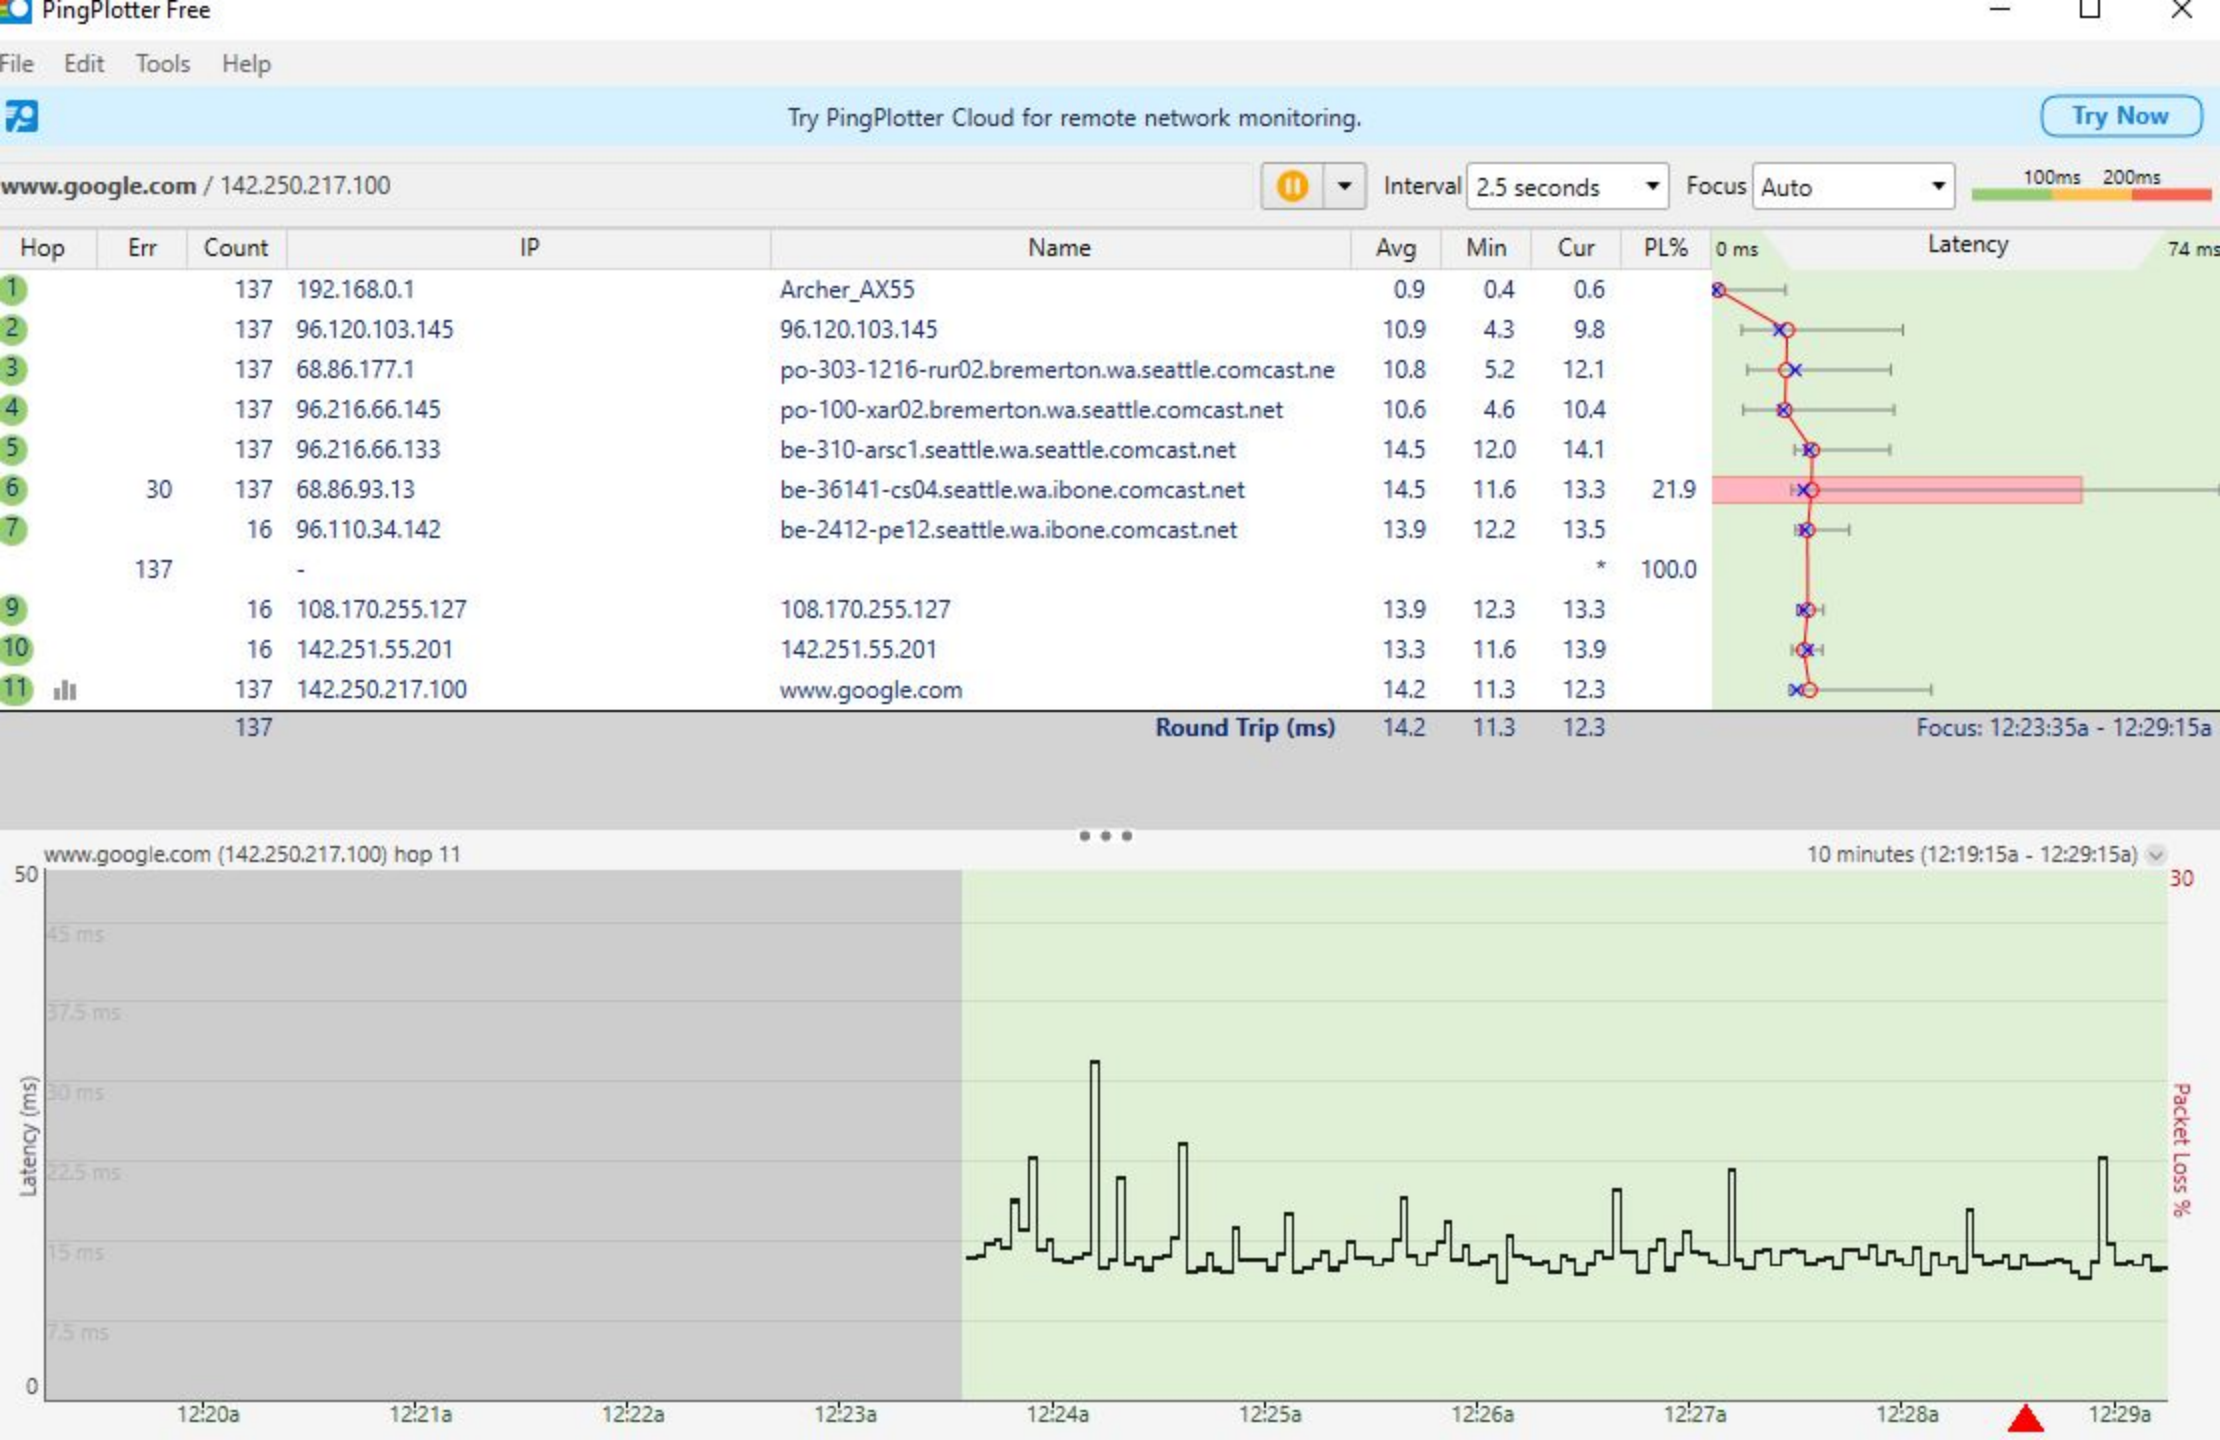 PingPlotter Free
File Edit Tools Help
Try PingPlotter Cloud for remote network monitoring. Try Now
www.google.com / 142.250.217.100 Interval 2.5 seconds Focus Auto 100ms 200ms
Hop Err Count IP Name Avg Min Cur PL% 0 ms Latency 74 ms
1 137 192.168.0.1 Archer_AX55 0.9 0.4 0.6
2 137 96.120.103.145 96.120.103.145 10.9 4.3 9.8
3 137 68.86.177.1 po-303-1216-rur02.bremerton.wa.seattle.comcast.ne 10.8 5.2 12.1
4 137 96.216.66.145 po-100-xar02.bremerton.wa.seattle.comcast.net 10.6 4.6 10.4
5 137 96.216.66.133 be-310-arsc1.seattle.wa.seattle.comcast.net 14.5 12.0 14.1
6 30 137 68.86.93.13 be-36141-cs04.seattle.wa.ibone.comcast.net 14.5 11.6 13.3 21.9
7 16 96.110.34.142 be-2412-pe12.seattle.wa.ibone.comcast.net 13.9 12.2 13.5
137 - * 100.0
9 16 108.170.255.127 108.170.255.127 13.9 12.3 13.3
10 16 142.251.55.201 142.251.55.201 13.3 11.6 13.9
11 137 142.250.217.100 www.google.com 14.2 11.3 12.3
137 Round Trip (ms) 14.2 11.3 12.3 Focus: 12:23:35a - 12:29:15a
www.google.com (142.250.217.100) hop 11 10 minutes (12:19:15a - 12:29:15a)
50 30
45 ms
37.5 ms
30 ms
22.5 ms
15 ms
7.5 ms
0
Latency (ms)
Packet Loss %
12:20a 12:21a 12:22a 12:23a 12:24a 12:25a 12:26a 12:27a 12:28a 12:29a